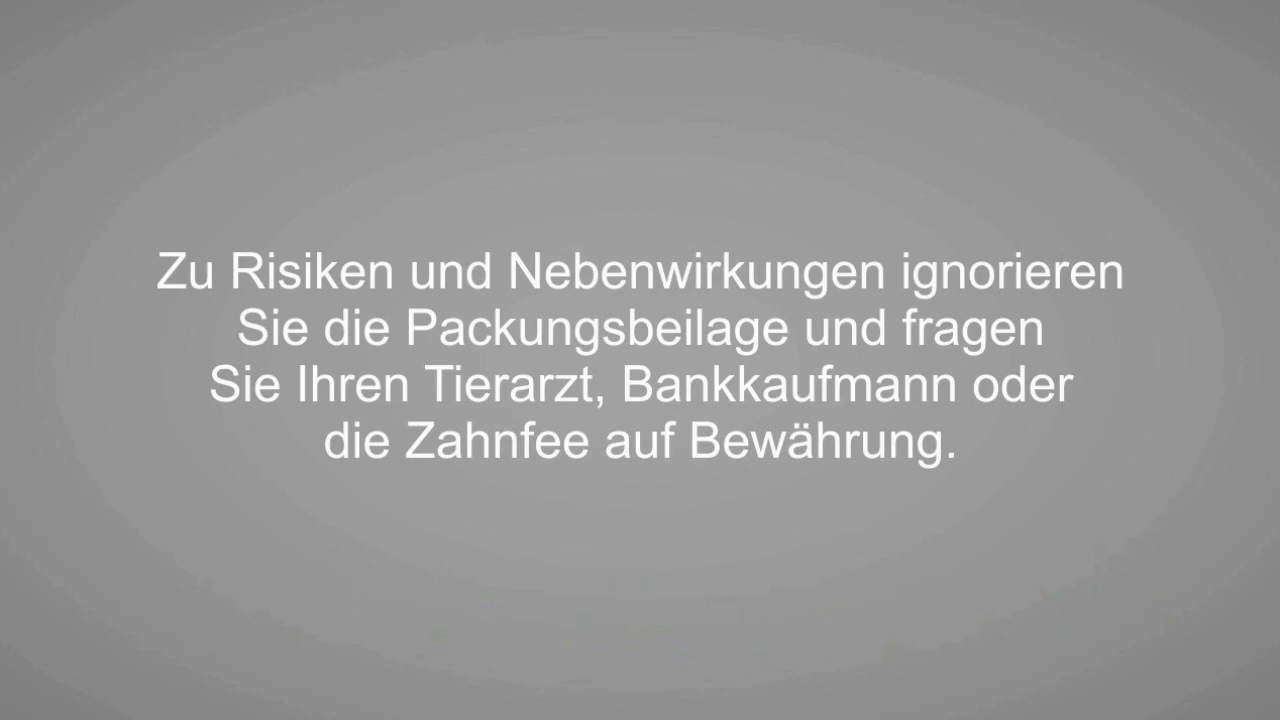 Zu Risiken und Nebenwirkungen ignorieren
Sie die Packungsbeilage und fragen
Sie Ihren Tierarzt, Bankkaufmann oder
die Zahnfee auf Bewährung.